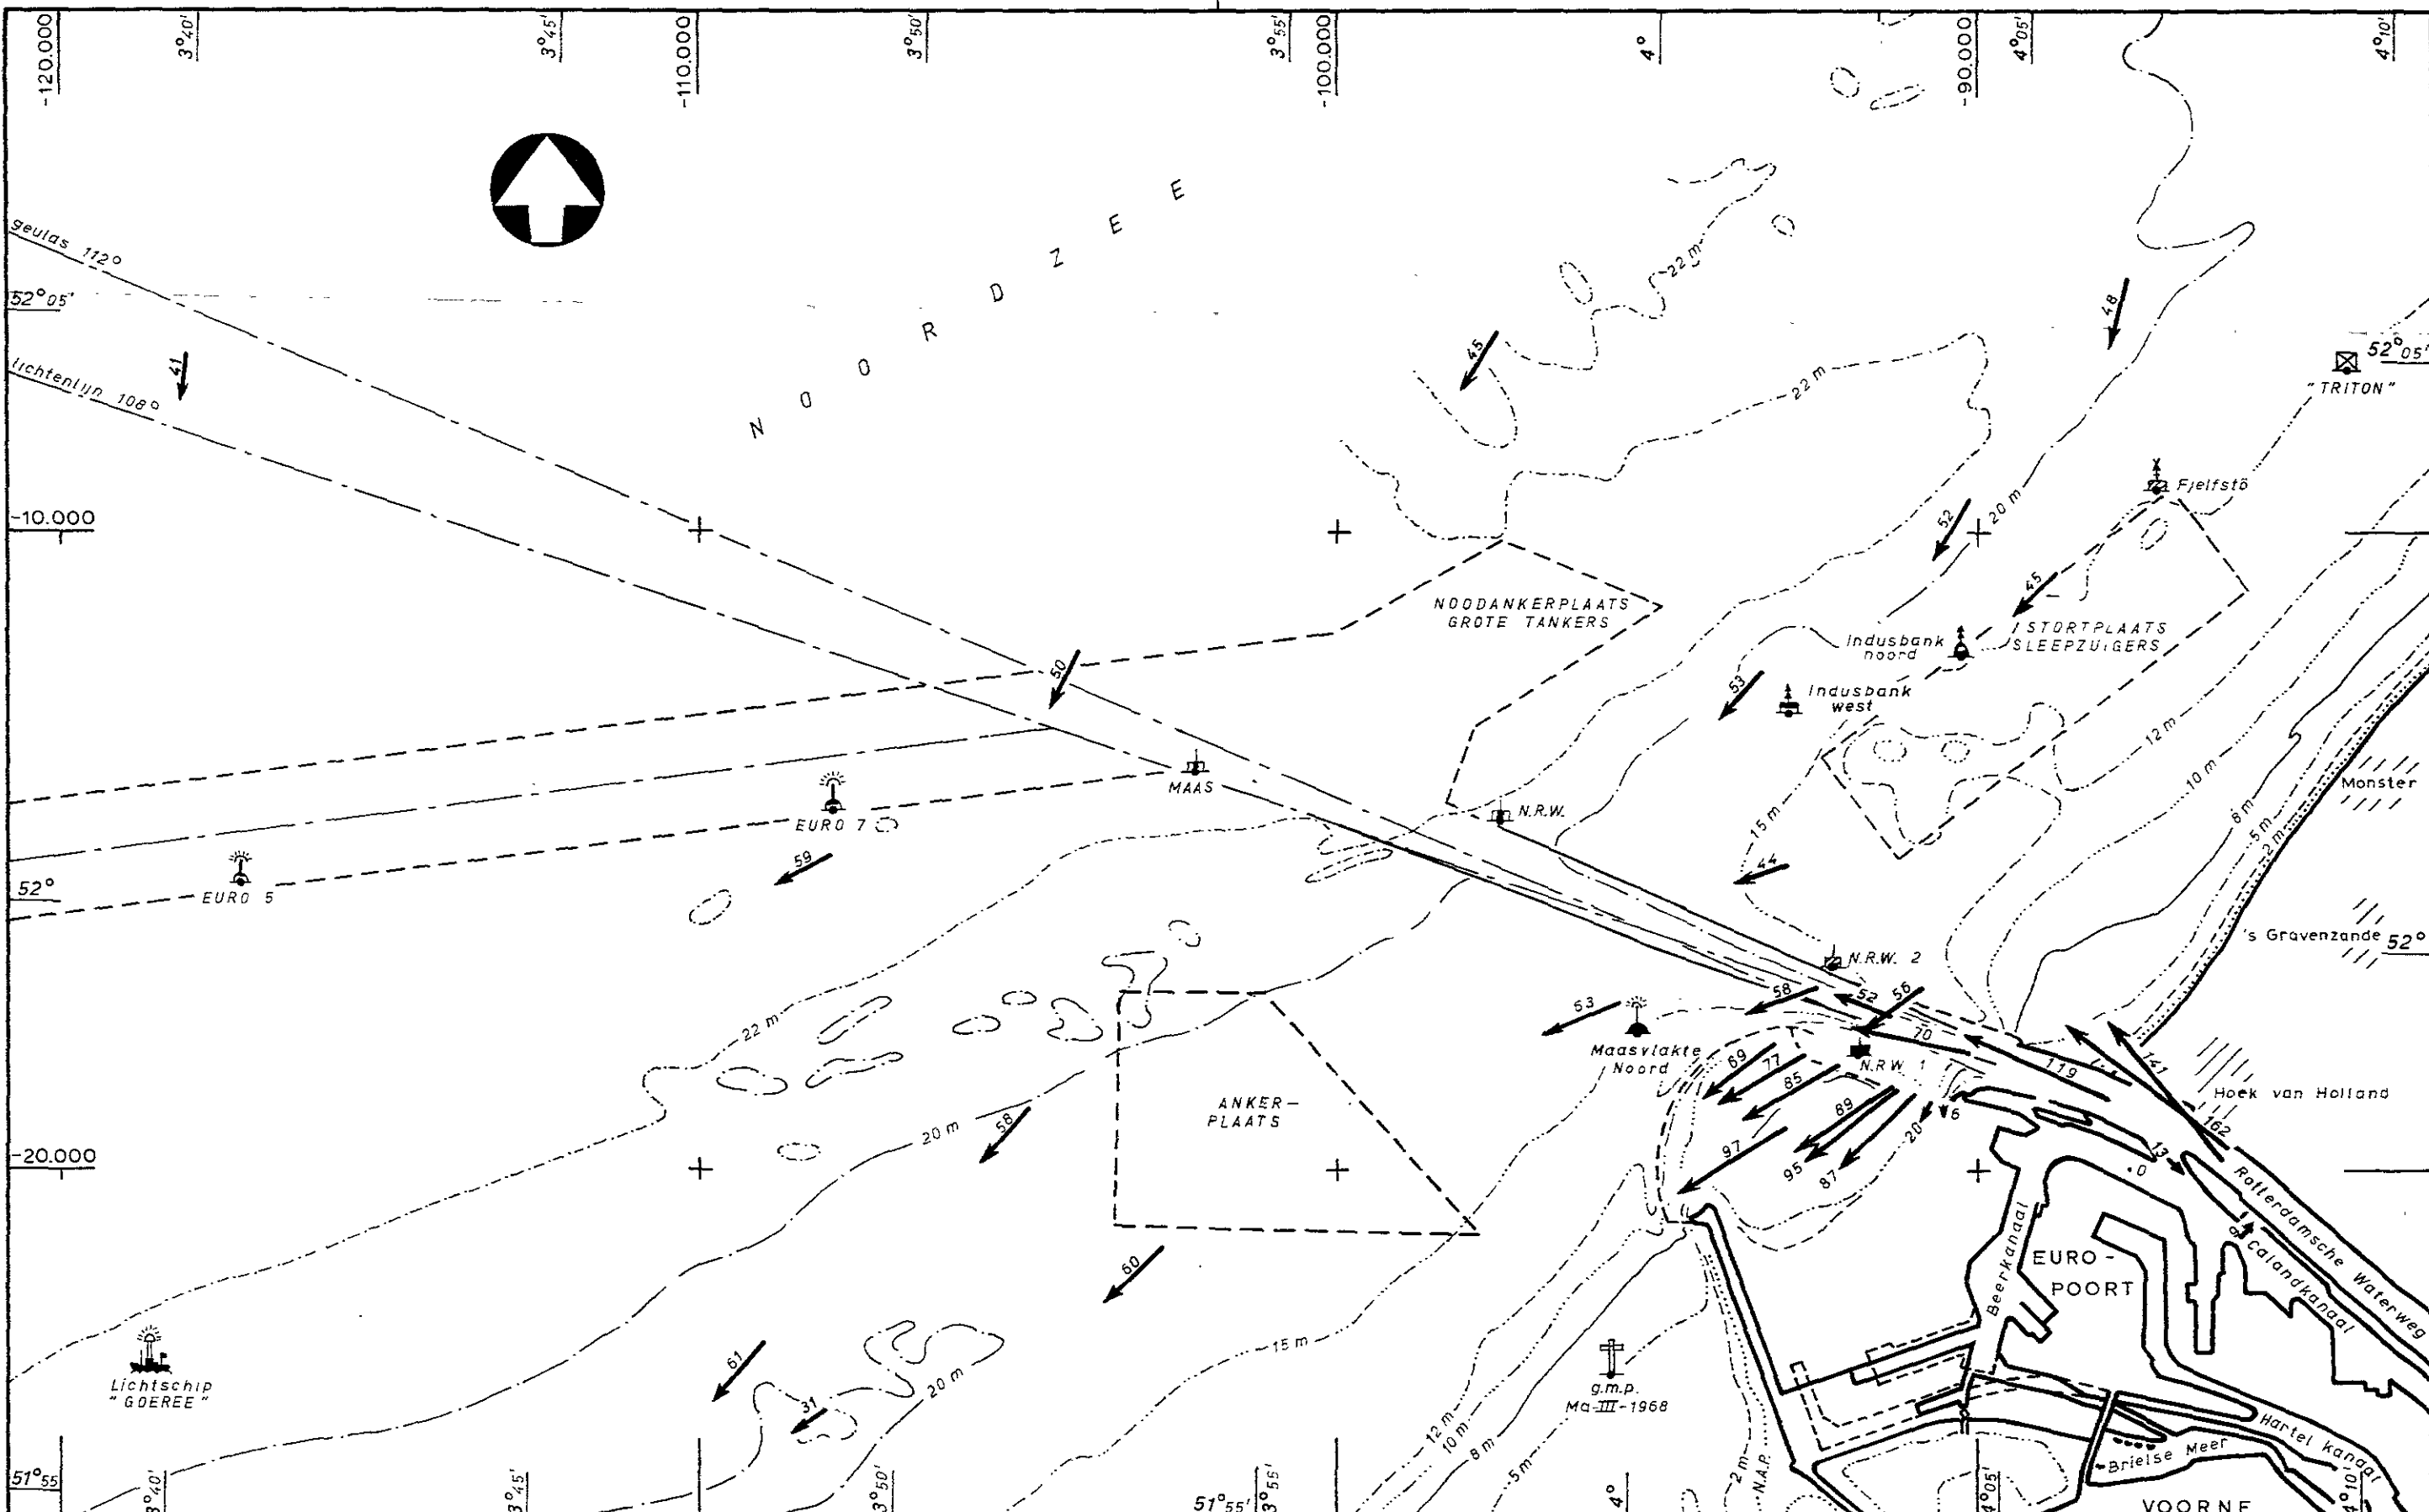 -120.000
3°40'
3°45'
-110.000
3°50'
3°55'
-100.000
4°
-90.000
4°05'
4°10'
geulas 112°
52°05'
lichtenlijn 108°
41
NOORDZEE
22 m
45
48
52°05'
"TRITON"
22 m
-10.000
52
20 m
Fjelfstö
45
NOODANKERPLAATS
GROTE TANKERS
STORTPLAATS
SLEEPZUIGERS
Indusbank
noord
50
53
Indusbank
west
12 m
10 m
8 m
5 m
2 m
Monster
MAAS
EURO 7
N.R.W.
15 m
59
44
EURO 5
52°
's Gravenzande
52°
N.R.W. 2
58
52
56
63
70
Maasvlakte
Noord
N.R.W. 1
22 m
69
77
85
119
141
Hoek van Holland
89
20
6
162
58
20 m
ANKER-
PLAATS
97
95
87
13
0
-20.000
Rotterdamsche Waterweg
9
Calandkanaal
Beerkanaal
EURO-
POORT
60
61
15 m
Lichtschip
"GOEREE"
31
20 m
g.m.p.
Ma-III-1968
12 m
10 m
8 m
5 m
2 m
N.A.P.
Hartel kanaal
Brielse Meer
51°55
3°40'
3°45'
3°50'
51°55'
3°55'
4°
4°05'
4°10'
VOORNE